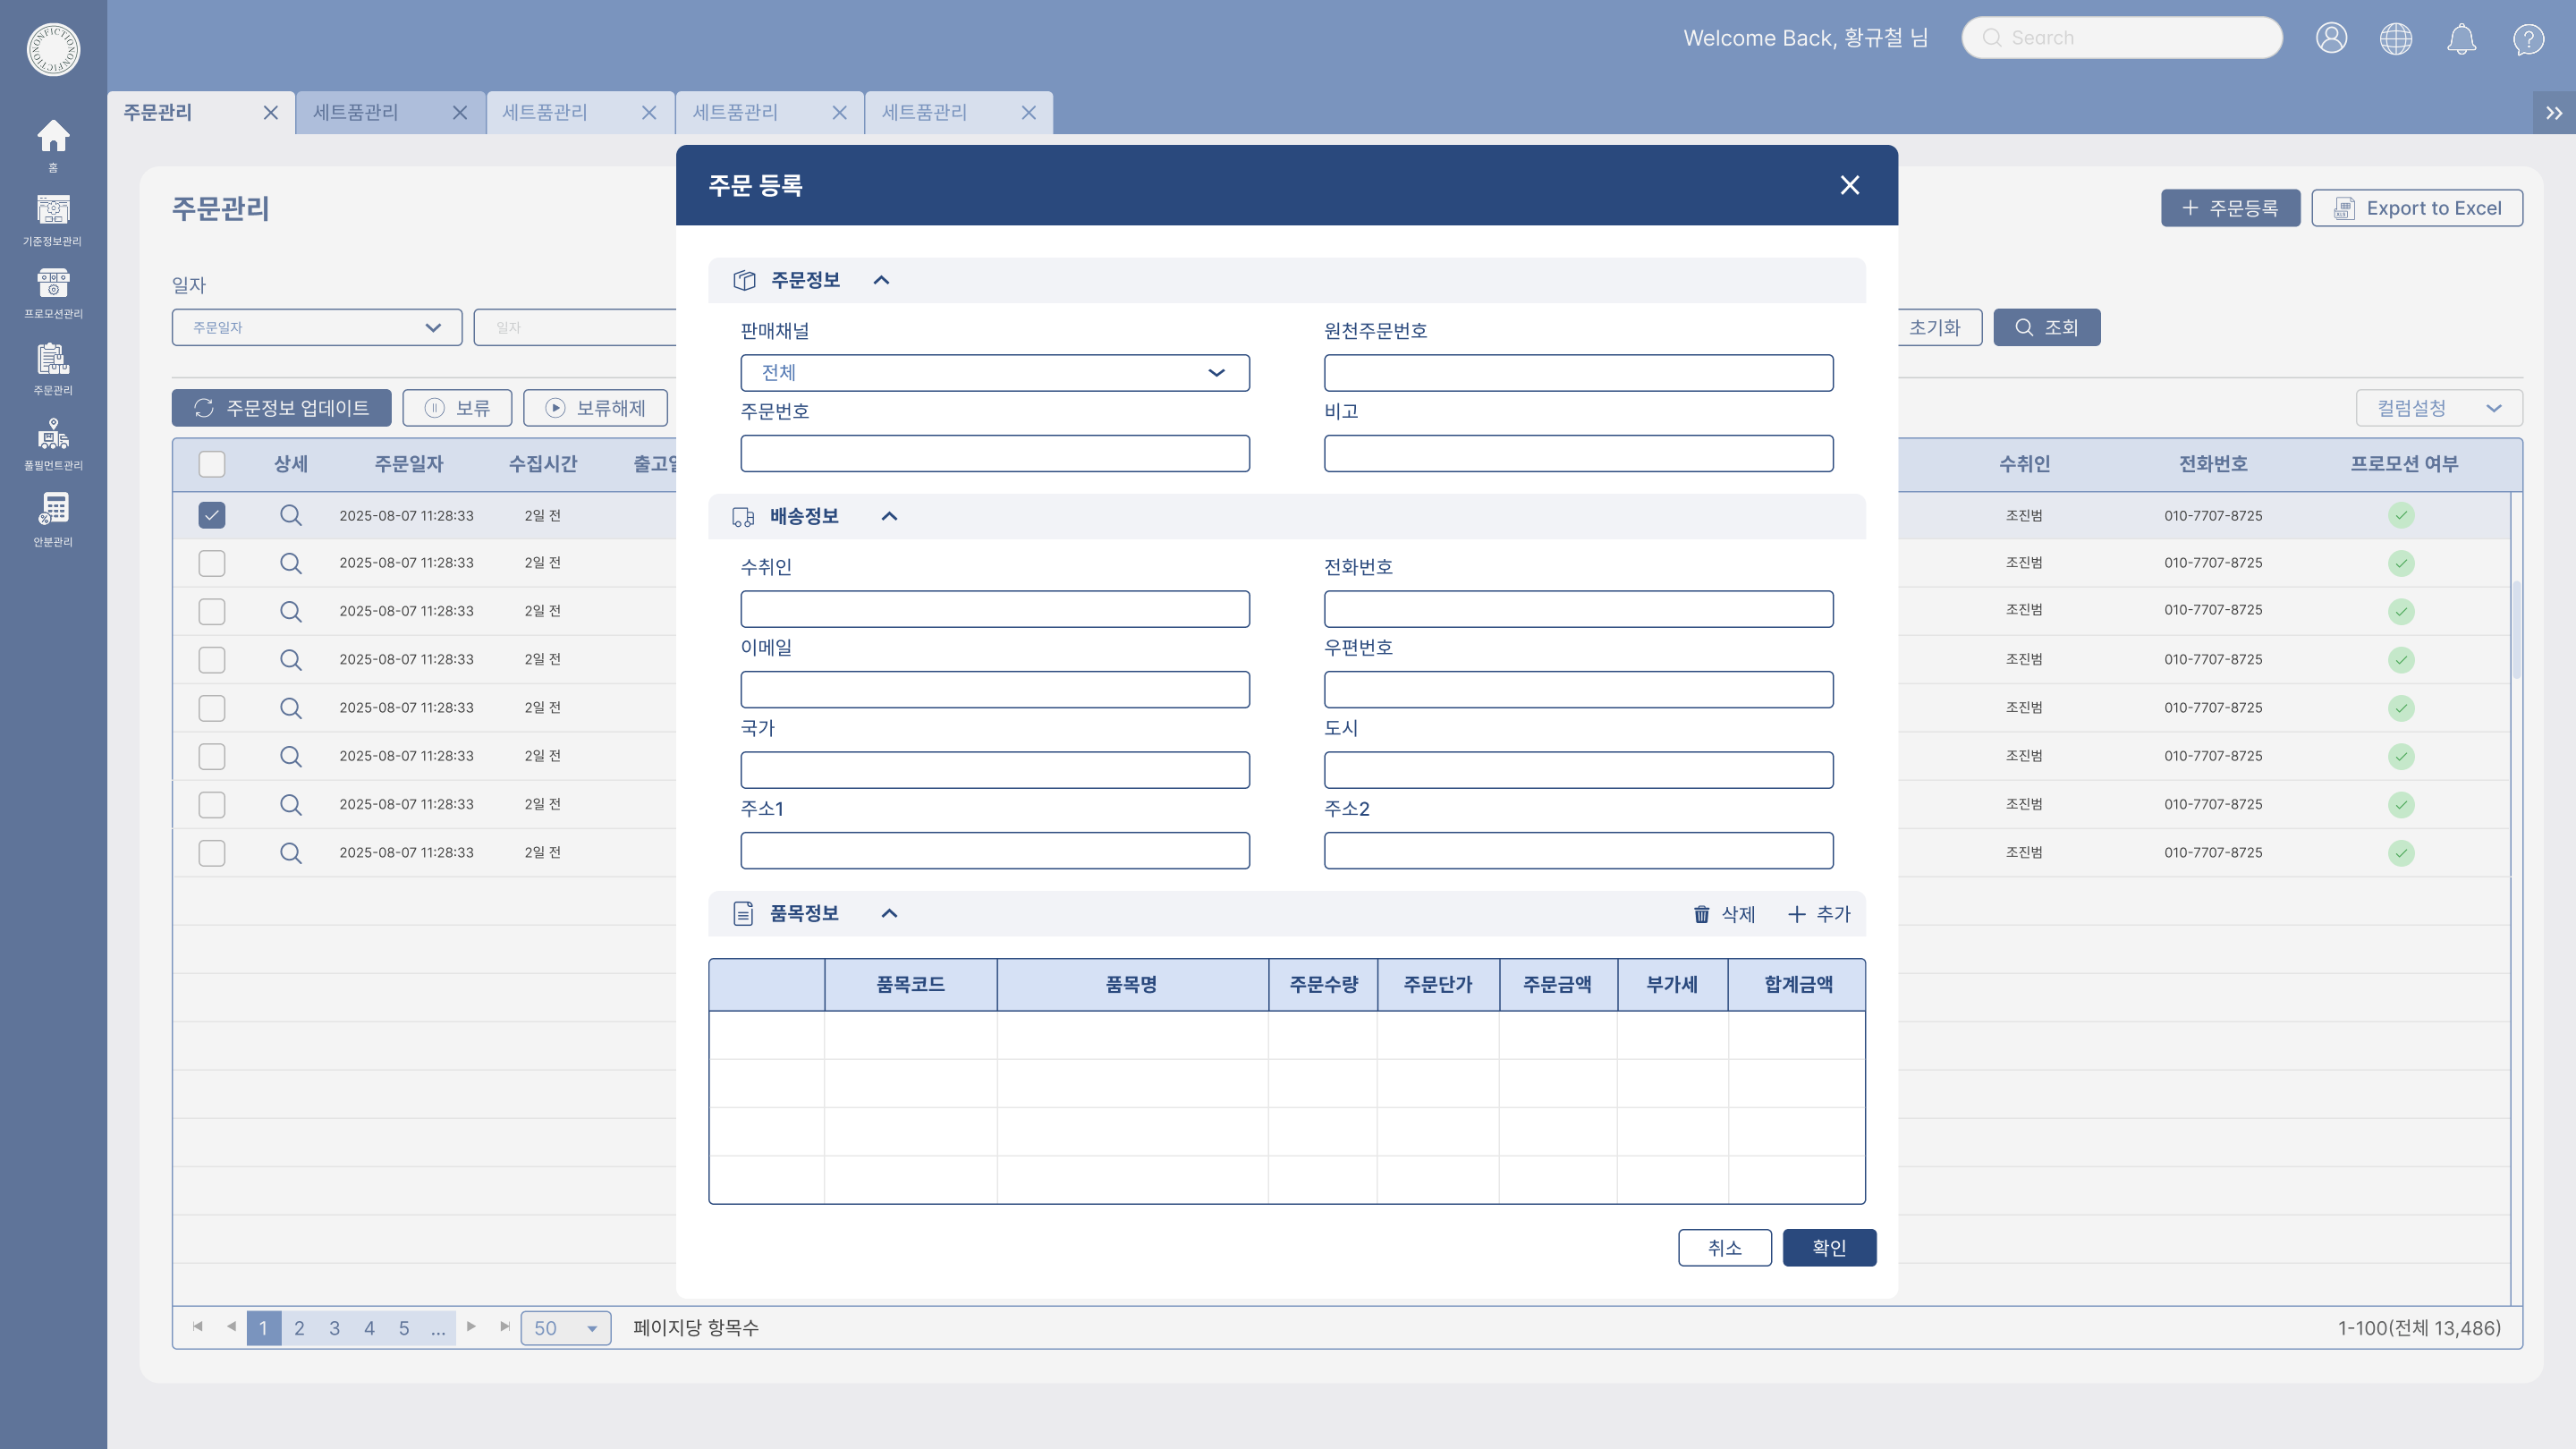 NONFICTIONNONFICTION
Welcome Back, 황규철 님
Search
주문관리
세트품관리
세트품관리
세트품관리
세트품관리
홈
기준정보관리
프로모션관리
주문관리
풀필먼트관리
안분관리
주문관리
주문등록
Export to Excel
일자
주문일자
일자
초기화
조회
주문정보 업데이트
보류
보류해제
컬럼설청
상세 주문일자 수집시간 수취인 전화번호 프로모션 여부
2025-08-07 11:28:33 2일 전 조진범 010-7707-8725
2025-08-07 11:28:33 2일 전 조진범 010-7707-8725
2025-08-07 11:28:33 2일 전 조진범 010-7707-8725
2025-08-07 11:28:33 2일 전 조진범 010-7707-8725
2025-08-07 11:28:33 2일 전 조진범 010-7707-8725
2025-08-07 11:28:33 2일 전 조진범 010-7707-8725
2025-08-07 11:28:33 2일 전 조진범 010-7707-8725
2025-08-07 11:28:33 2일 전 조진범 010-7707-8725
1 2 3 4 5 ... 50 페이지당 항목수
1-100(전체 13,486)
주문 등록
주문정보
판매채널 원천주문번호
전체
주문번호 비고
배송정보
수취인 전화번호
이메일 우편번호
국가 도시
주소1 주소2
품목정보
삭제 추가
품목코드 품목명 주문수량 주문단가 주문금액 부가세 합계금액
취소 확인